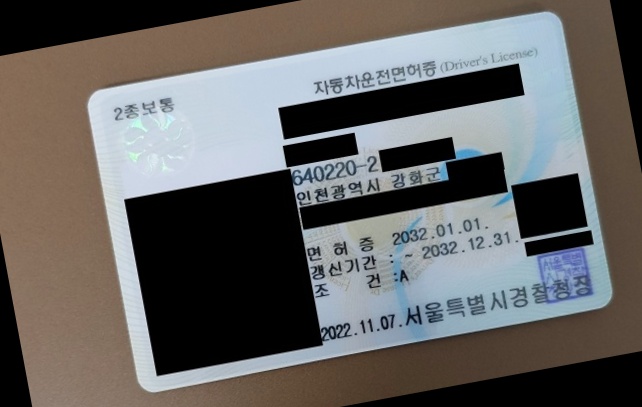 2종보통
자동차운전면허증 (Driver's License)
640220-2
인천광역시 강화군
면 허 증 2032.01.01.
갱신기간 : ~ 2032.12.31.
조 건 :A
2022.11.07. 서울특별시경찰청장